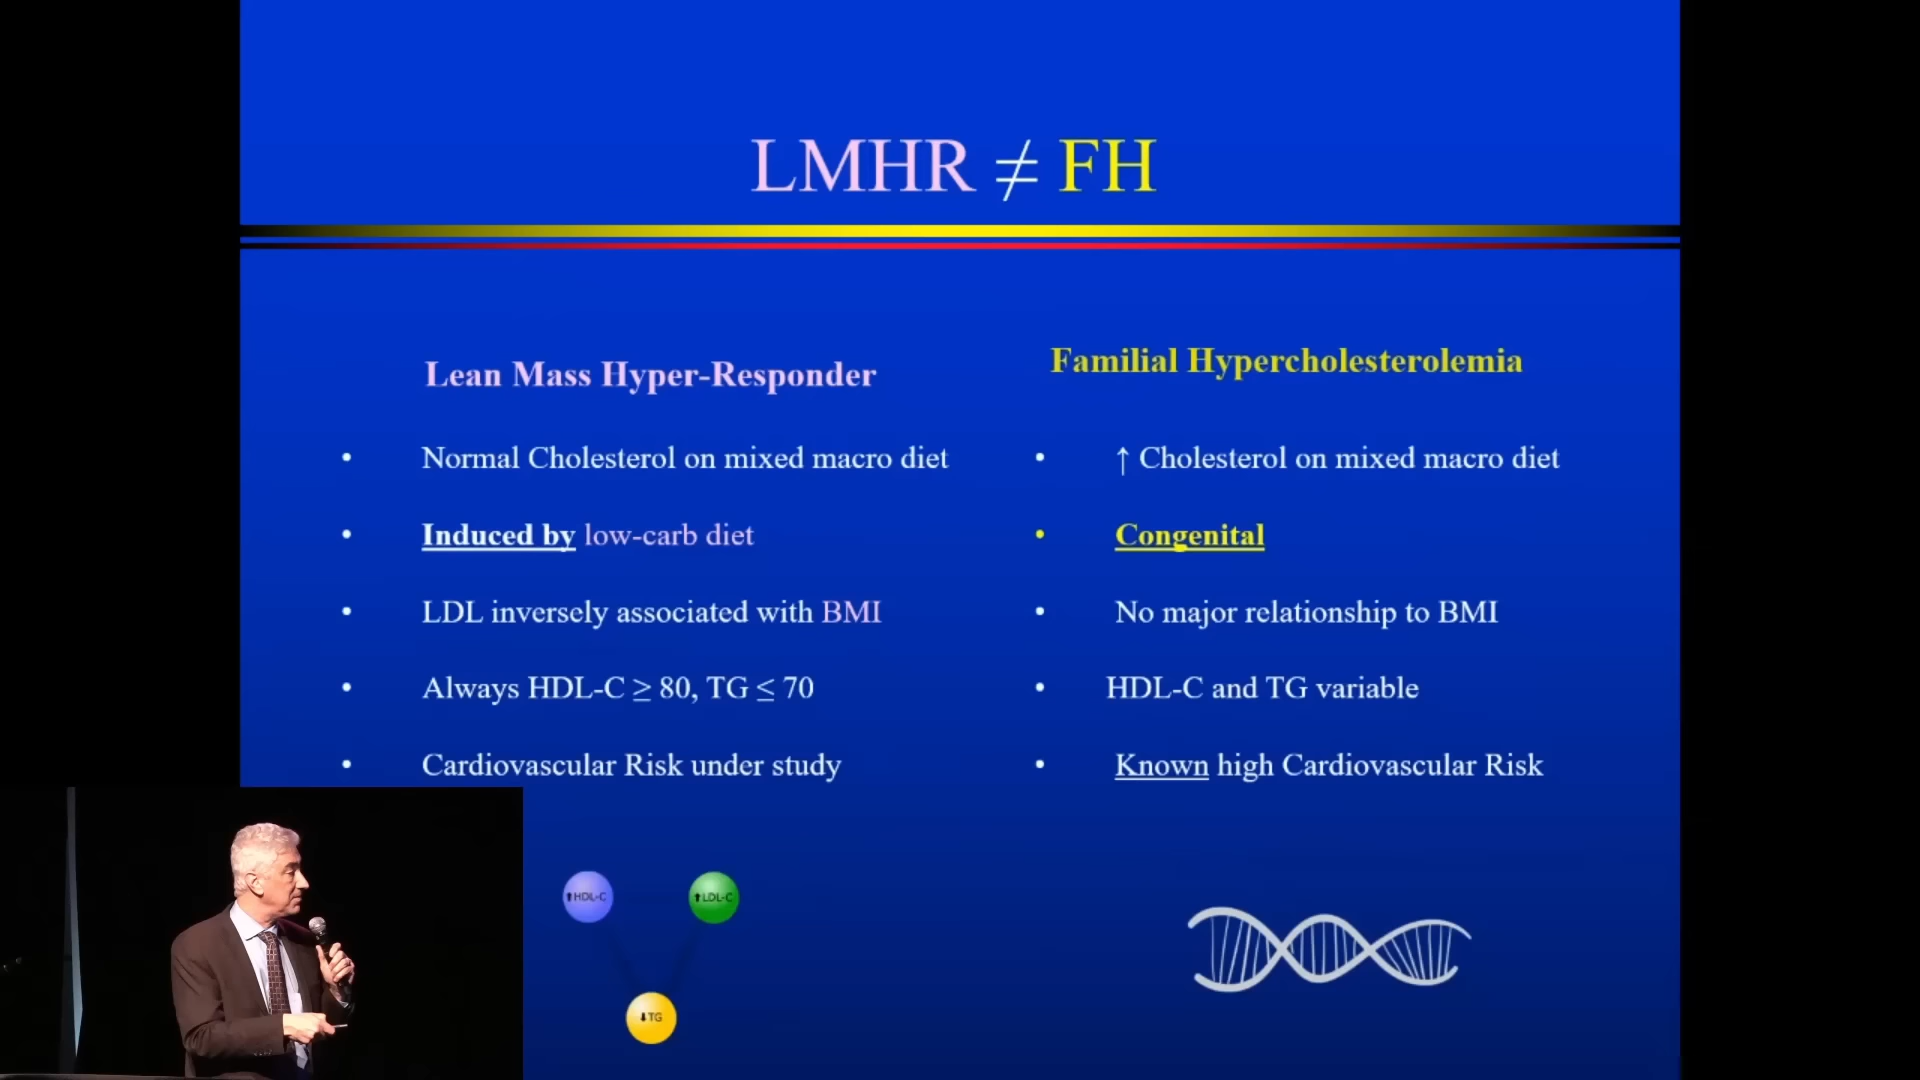 LMHR ≠ FH
Lean Mass Hyper-Responder
• Normal Cholesterol on mixed macro diet
• Induced by low-carb diet
• LDL inversely associated with BMI
• Always HDL-C ≥ 80, TG ≤ 70
• Cardiovascular Risk under study
⬆HDL-C
⬆LDL-C
⬇TG
Familial Hypercholesterolemia
• ↑ Cholesterol on mixed macro diet
• Congenital
• No major relationship to BMI
• HDL-C and TG variable
• Known high Cardiovascular Risk